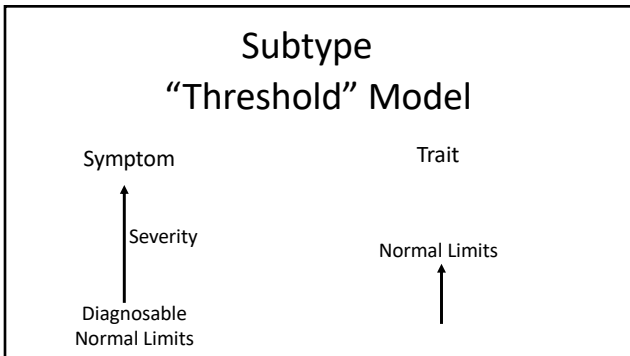 Subtype
“Threshold” Model
Symptom
Trait
Severity
Normal Limits
Diagnosable
Normal Limits